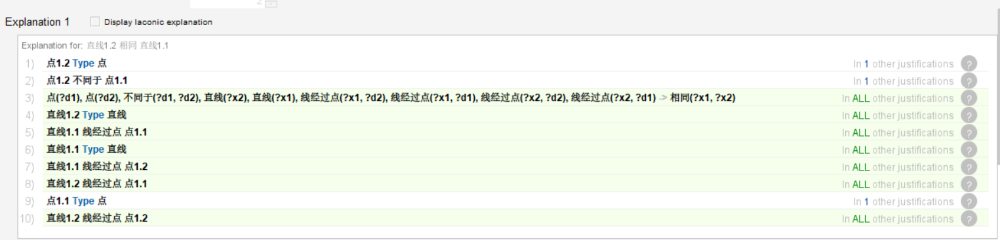 2
Explanation 1 Display laconic explanation
Explanation for: 直线1.2 相同 直线1.1
1) 点1.2 Type 点 In 1 other justifications ?
2) 点1.2 不同于 点1.1 In 1 other justifications ?
3) 点(?d1), 点(?d2), 不同于(?d1, ?d2), 直线(?x2), 直线(?x1), 线经过点(?x1, ?d2), 线经过点(?x1, ?d1), 线经过点(?x2, ?d2), 线经过点(?x2, ?d1) -> 相同(?x1, ?x2) In ALL other justifications ?
4) 直线1.2 Type 直线 In ALL other justifications ?
5) 直线1.1 线经过点 点1.1 In ALL other justifications ?
6) 直线1.1 Type 直线 In ALL other justifications ?
7) 直线1.1 线经过点 点1.2 In ALL other justifications ?
8) 直线1.2 线经过点 点1.1 In ALL other justifications ?
9) 点1.1 Type 点 In 1 other justifications ?
10) 直线1.2 线经过点 点1.2 In ALL other justifications ?